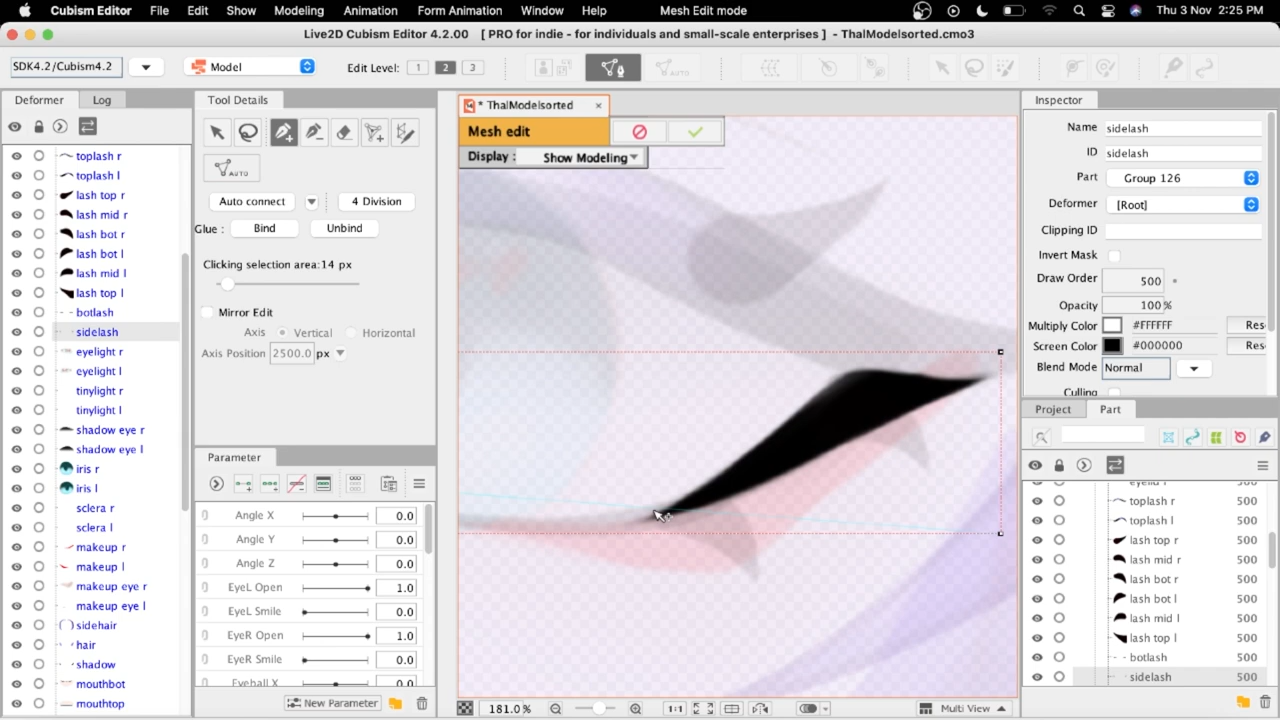 Cubism Editor File Edit Show Modeling Animation Form Animation Window Help Mesh Edit mode Thu 3 Nov 2:25 PM
Live2D Cubism Editor 4.2.00 [ PRO for indie - for individuals and small-scale enterprises ] - ThalModelsorted.cmo3
SDK4.2/Cubism4.2 Model Edit Level: 1 2 3 AUTO
Deformer Log
toplash r
toplash l
lash top r
lash mid r
lash bot r
lash bot l
lash mid l
lash top l
botlash
sidelash
eyelight r
eyelight l
tinylight r
tinylight l
shadow eye r
shadow eye l
iris r
iris l
sclera r
sclera l
makeup r
makeup l
makeup eye r
makeup eye l
sidehair
hair
shadow
mouthbot
mouthtop
Tool Details
AUTO
Auto connect 4 Division
Glue : Bind Unbind
Clicking selection area:14 px
Mirror Edit
Axis Vertical Horizontal
Axis Position 2500.0 px
Parameter
Angle X 0.0
Angle Y 0.0
Angle Z 0.0
EyeL Open 1.0
EyeL Smile 0.0
EyeR Open 1.0
EyeR Smile 0.0
Eyeball X 0.0
New Parameter
* ThalModelsorted ×
Mesh edit
Display : Show Modeling
181.0% 1:1 Multi View
Inspector
Name sidelash
ID sidelash
Part Group 126
Deformer [Root]
Clipping ID
Invert Mask
Draw Order 500
Opacity 100 %
Multiply Color #FFFFFF Res
Screen Color #000000 Res
Blend Mode Normal
Culling
Project Part
eyelid r 500
toplash r 500
toplash l 500
lash top r 500
lash mid r 500
lash bot r 500
lash bot l 500
lash mid l 500
lash top l 500
botlash 500
sidelash 500